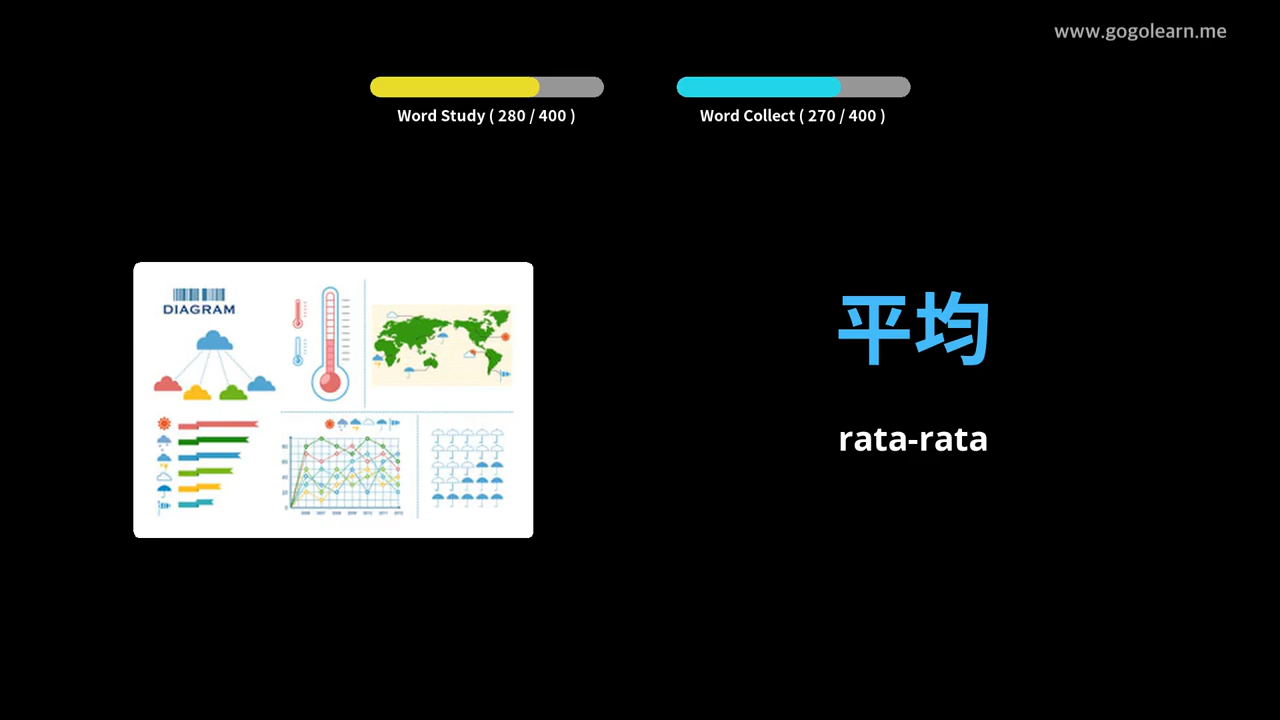 www.gogolearn.me
Word Study ( 280 / 400 )
Word Collect ( 270 / 400 )
DIAGRAM
平均
rata-rata